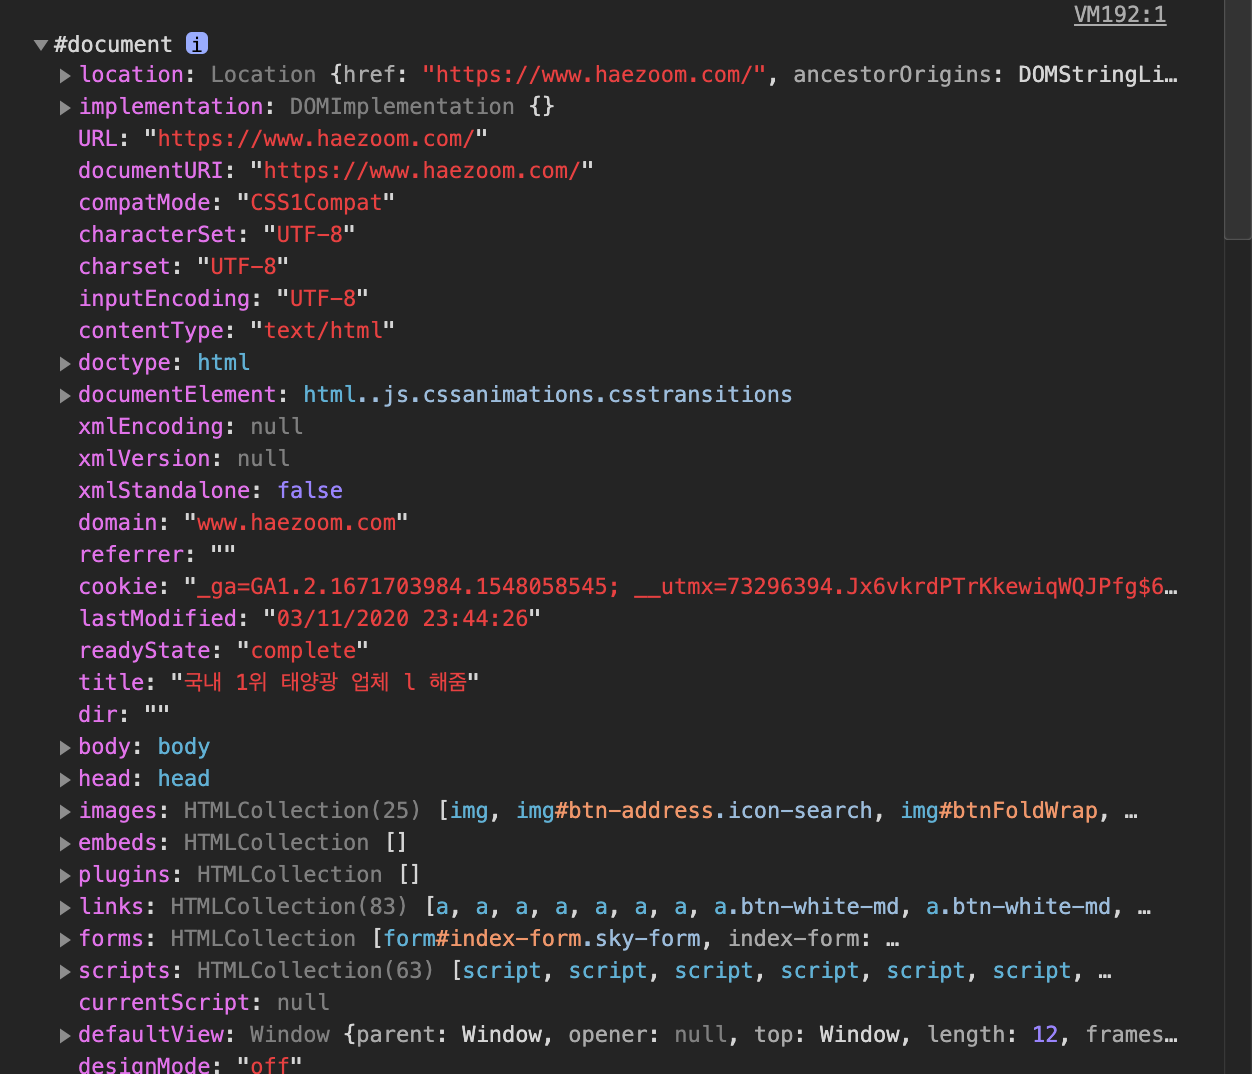 VM192:1
▼#document i
▶location: Location {href: "https://www.haezoom.com/", ancestorOrigins: DOMStringLi…
▶implementation: DOMImplementation {}
URL: "https://www.haezoom.com/"
documentURI: "https://www.haezoom.com/"
compatMode: "CSS1Compat"
characterSet: "UTF-8"
charset: "UTF-8"
inputEncoding: "UTF-8"
contentType: "text/html"
▶doctype: html
▶documentElement: html..js.cssanimations.csstransitions
xmlEncoding: null
xmlVersion: null
xmlStandalone: false
domain: "www.haezoom.com"
referrer: ""
cookie: "_ga=GA1.2.1671703984.1548058545; __utmx=73296394.Jx6vkrdPTrKkewiqWQJPfg$6…
lastModified: "03/11/2020 23:44:26"
readyState: "complete"
title: "국내 1위 태양광 업체 l 해줌"
dir: ""
▶body: body
▶head: head
▶images: HTMLCollection(25) [img, img#btn-address.icon-search, img#btnFoldWrap, …
▶embeds: HTMLCollection []
▶plugins: HTMLCollection []
▶links: HTMLCollection(83) [a, a, a, a, a, a, a, a.btn-white-md, a.btn-white-md, …
▶forms: HTMLCollection [form#index-form.sky-form, index-form: …
▶scripts: HTMLCollection(63) [script, script, script, script, script, script, …
currentScript: null
▶defaultView: Window {parent: Window, opener: null, top: Window, length: 12, frames…
designMode: "off"